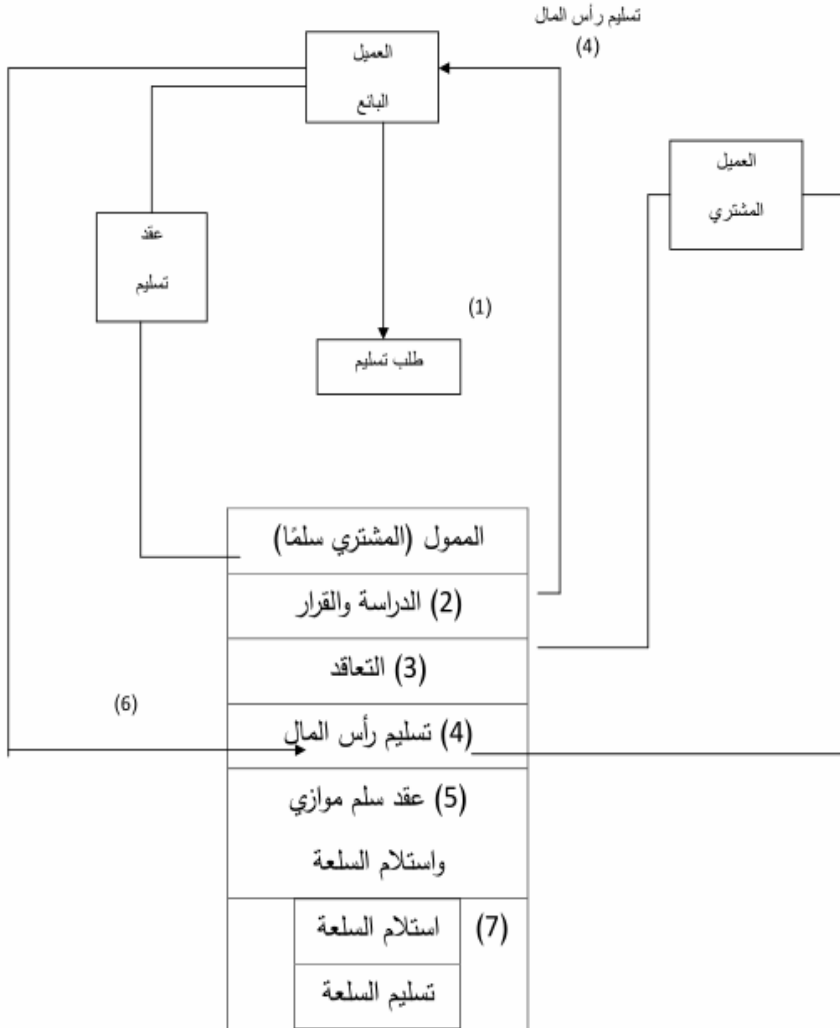 تسليم رأس المال
(4)
العميل
البائع
العميل
المشتري
عقد
تسليم
(1)
طلب تسليم
الممول (المشتري سلمًا)
(2) الدراسة والقرار
(3) التعاقد
(6)
(4) تسليم رأس المال
(5) عقد سلم موازي
واستلام السلعة
(7) استلام السلعة
تسليم السلعة